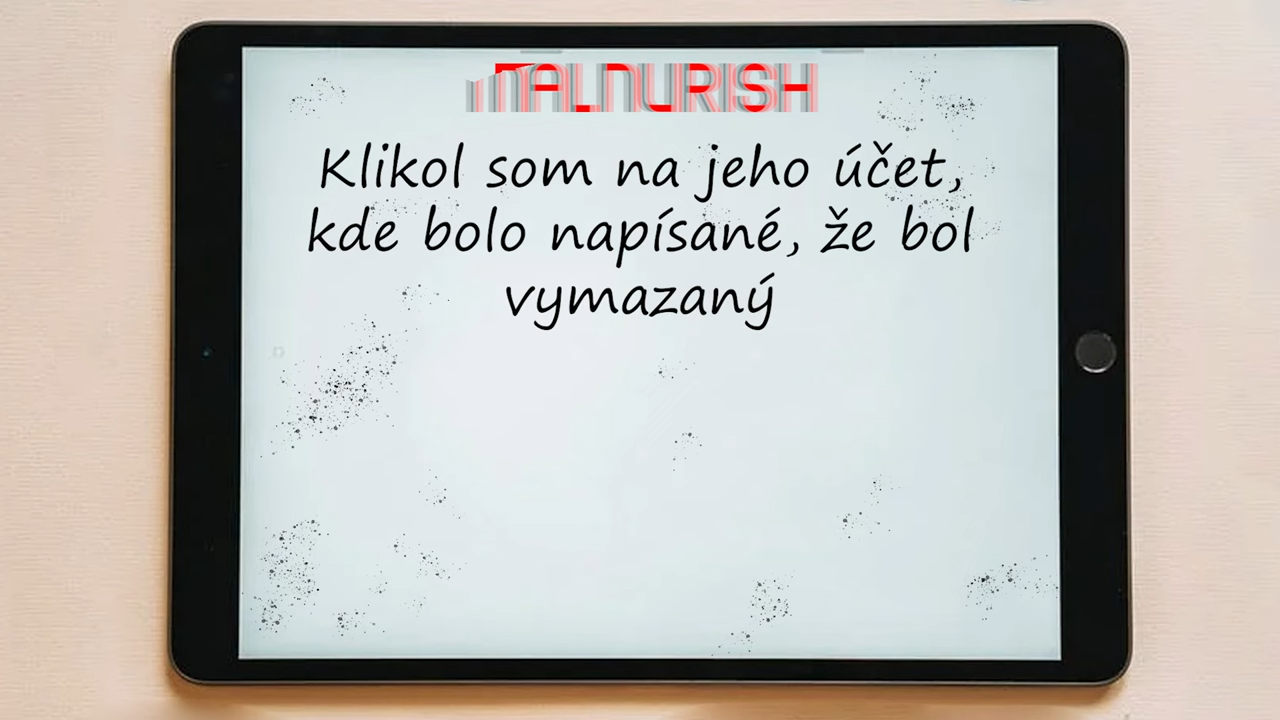 MALNURISH
Klikol som na jeho účet,
kde bolo napísané, že bol
vymazaný